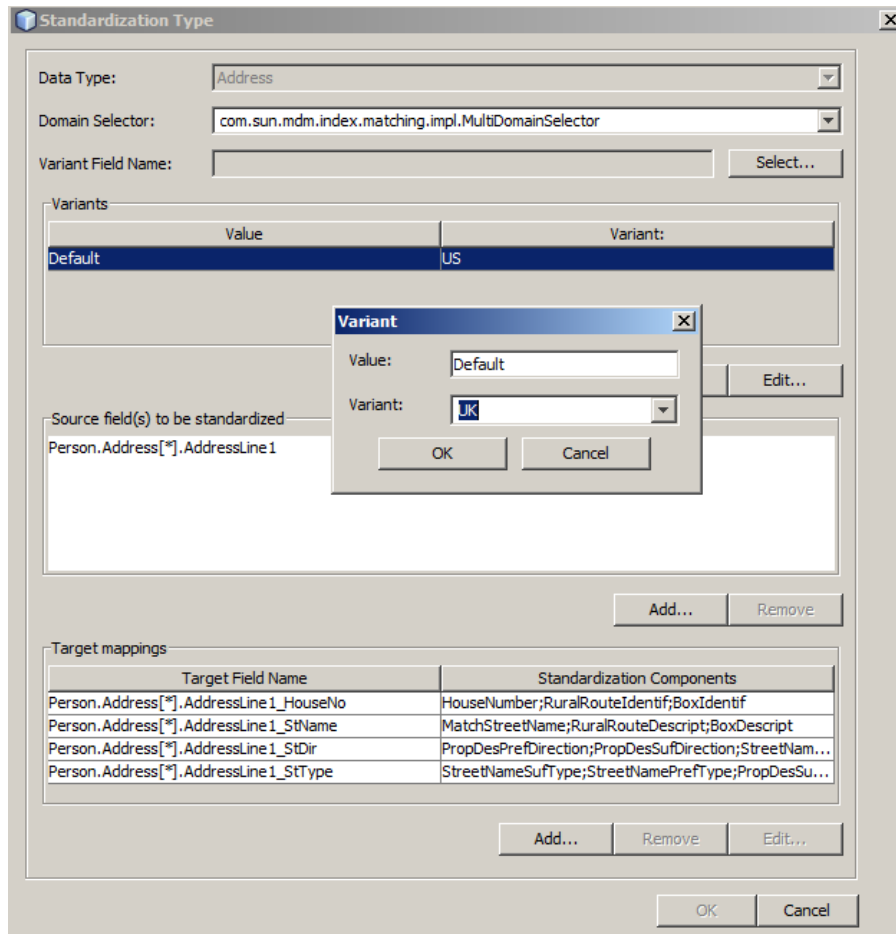 Standardization Type
Data Type: Address
Domain Selector: com.sun.mdm.index.matching.impl.MultiDomainSelector
Variant Field Name: Select...
Variants
Value Variant:
Default US
Variant
Value: Default
Variant: UK
OK Cancel
Edit...
Source field(s) to be standardized
Person.Address[*].AddressLine1
Add... Remove
Target mappings
Target Field Name Standardization Components
Person.Address[*].AddressLine1_HouseNo HouseNumber;RuralRouteIdentif;BoxIdentif
Person.Address[*].AddressLine1_StName MatchStreetName;RuralRouteDescript;BoxDescript
Person.Address[*].AddressLine1_StDir PropDesPrefDirection;PropDesSufDirection;StreetNam...
Person.Address[*].AddressLine1_StType StreetNameSufType;StreetNamePrefType;PropDesSu...
Add... Remove Edit...
OK Cancel